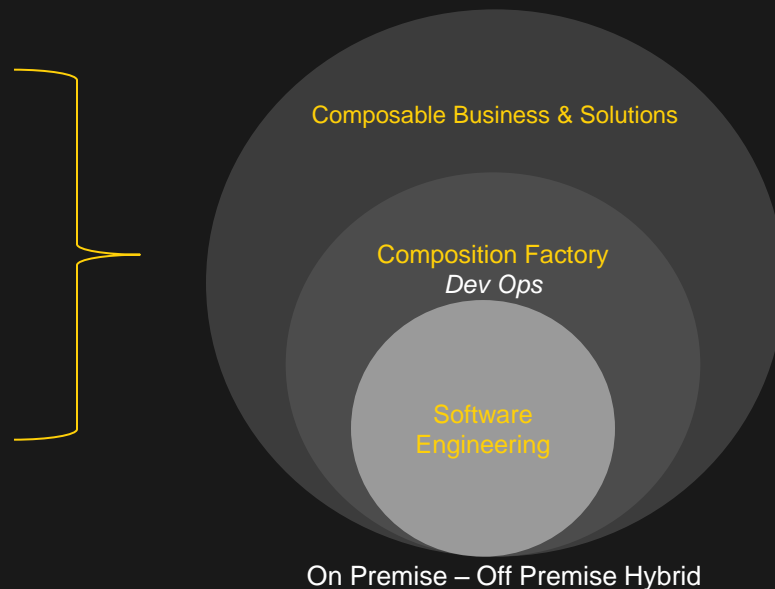 Composable Business & Solutions
Composition Factory
Dev Ops
Software
Engineering
On Premise – Off Premise Hybrid